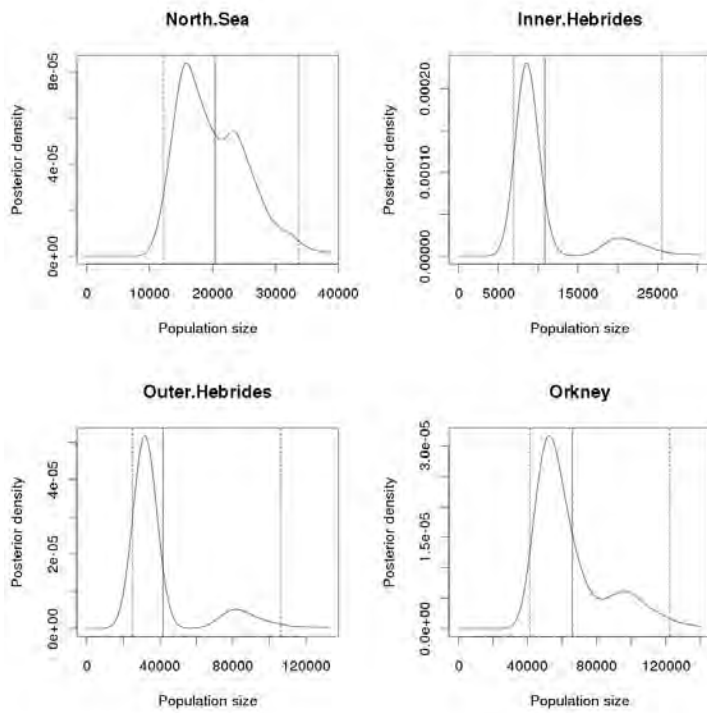 North.Sea
Posterior density
0e+00 4e-05 8e-05
0 10000 20000 30000 40000
Population size
Inner.Hebrides
Posterior density
0.00000 0.00010 0.00020
0 5000 15000 25000
Population size
Outer.Hebrides
Posterior density
0e+00 2e-05 4e-05
0 40000 80000 120000
Population size
Orkney
Posterior density
0.0e+00 1.5e-05 3.0e-05
0 40000 80000 120000
Population size